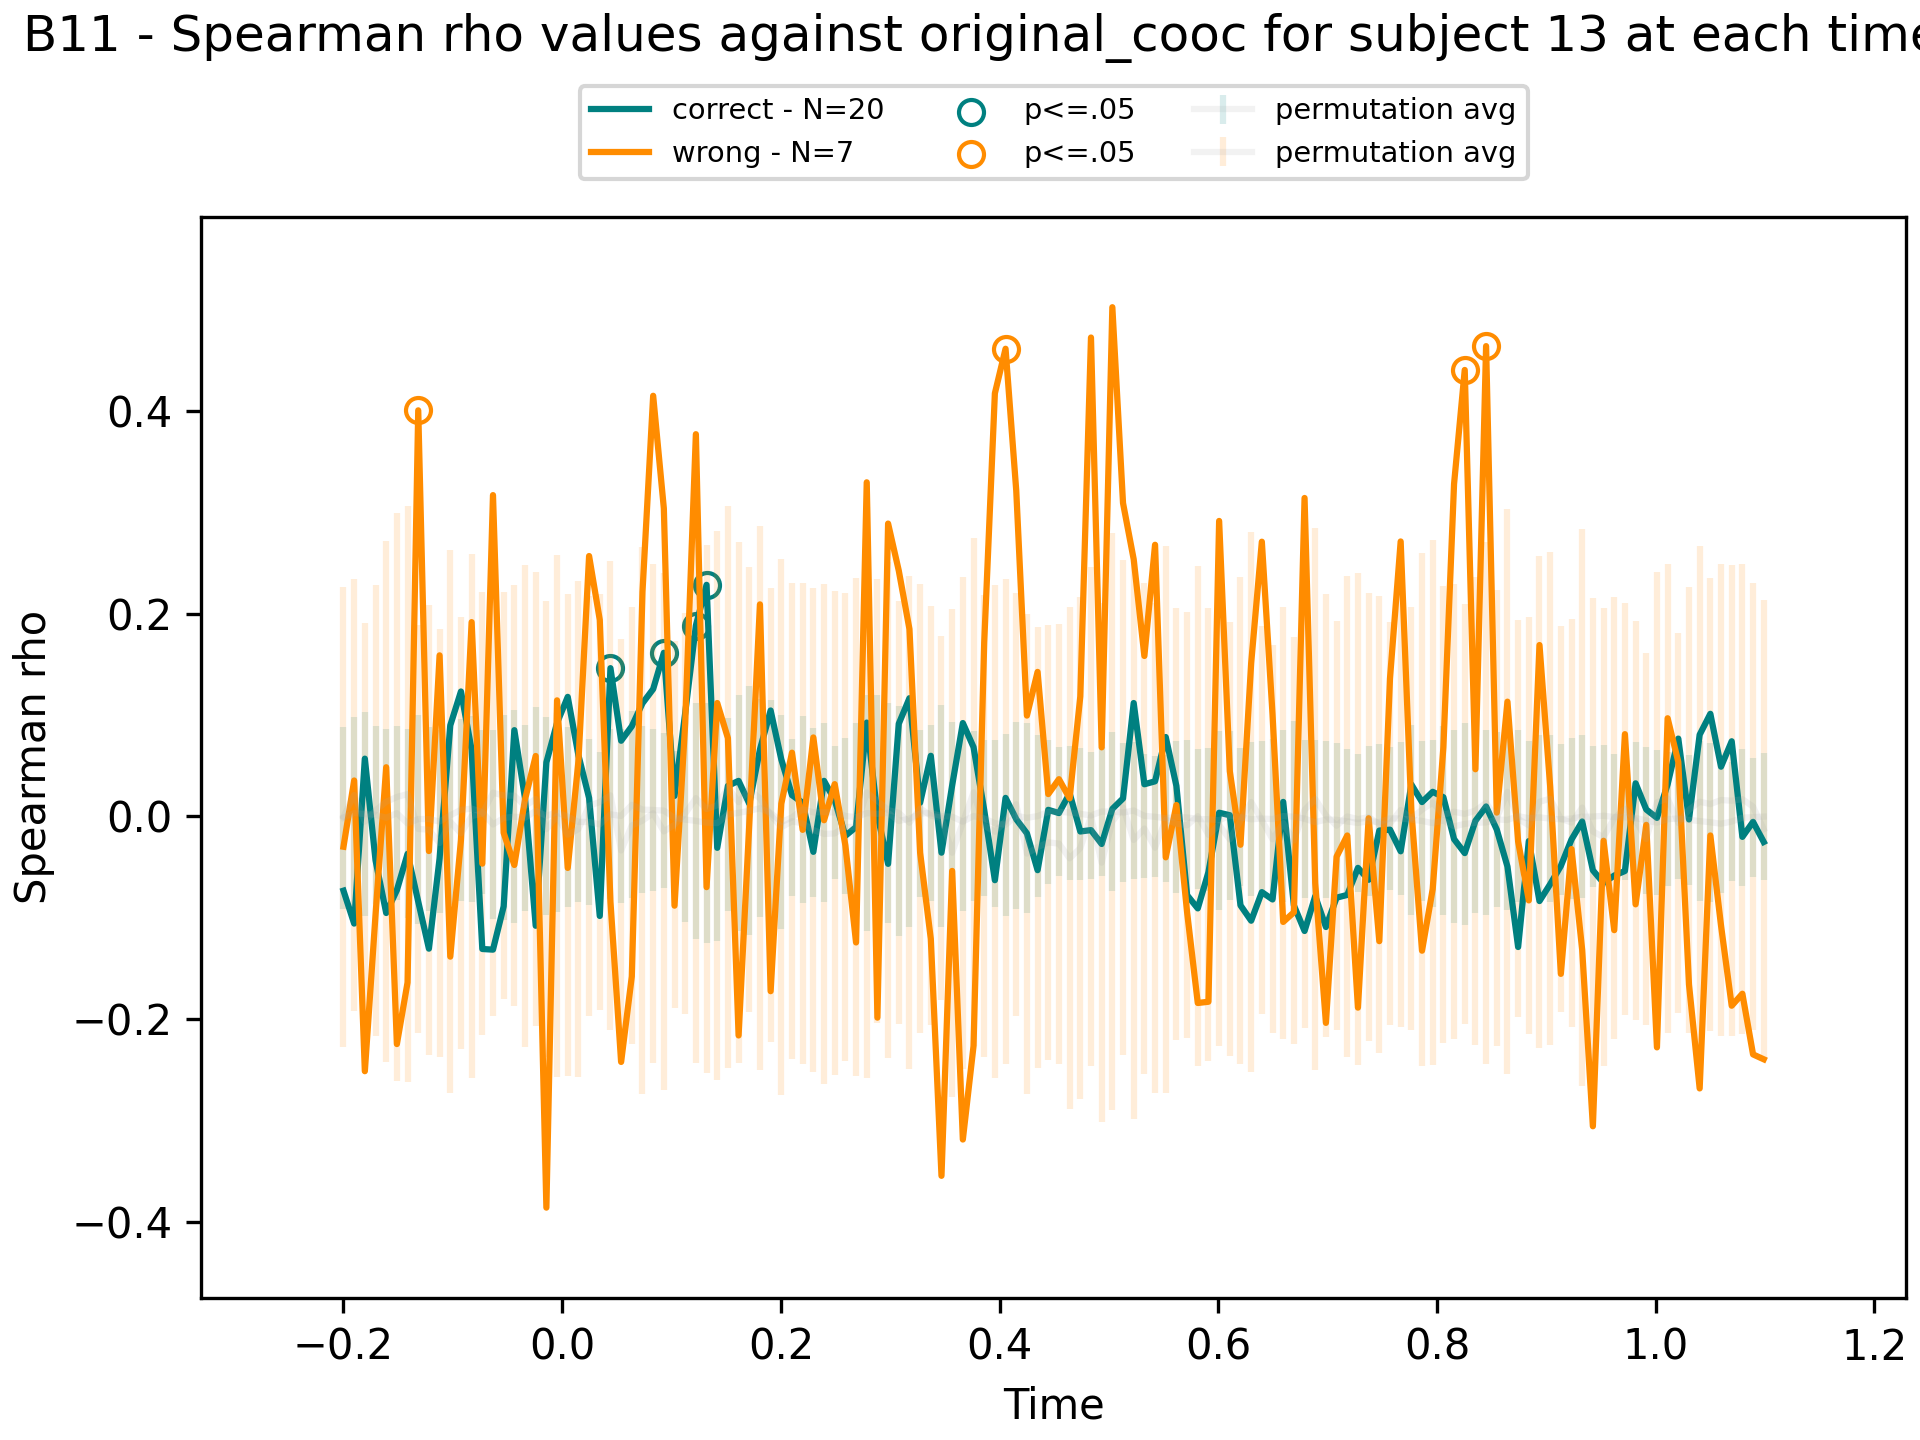 B11 - Spearman rho values against original_cooc for subject 13 at each time
correct - N=20
wrong - N=7
p<=.05
p<=.05
permutation avg
permutation avg
Spearman rho
0.4
0.2
0.0
−0.2
−0.4
−0.2 0.0 0.2 0.4 0.6 0.8 1.0 1.2
Time